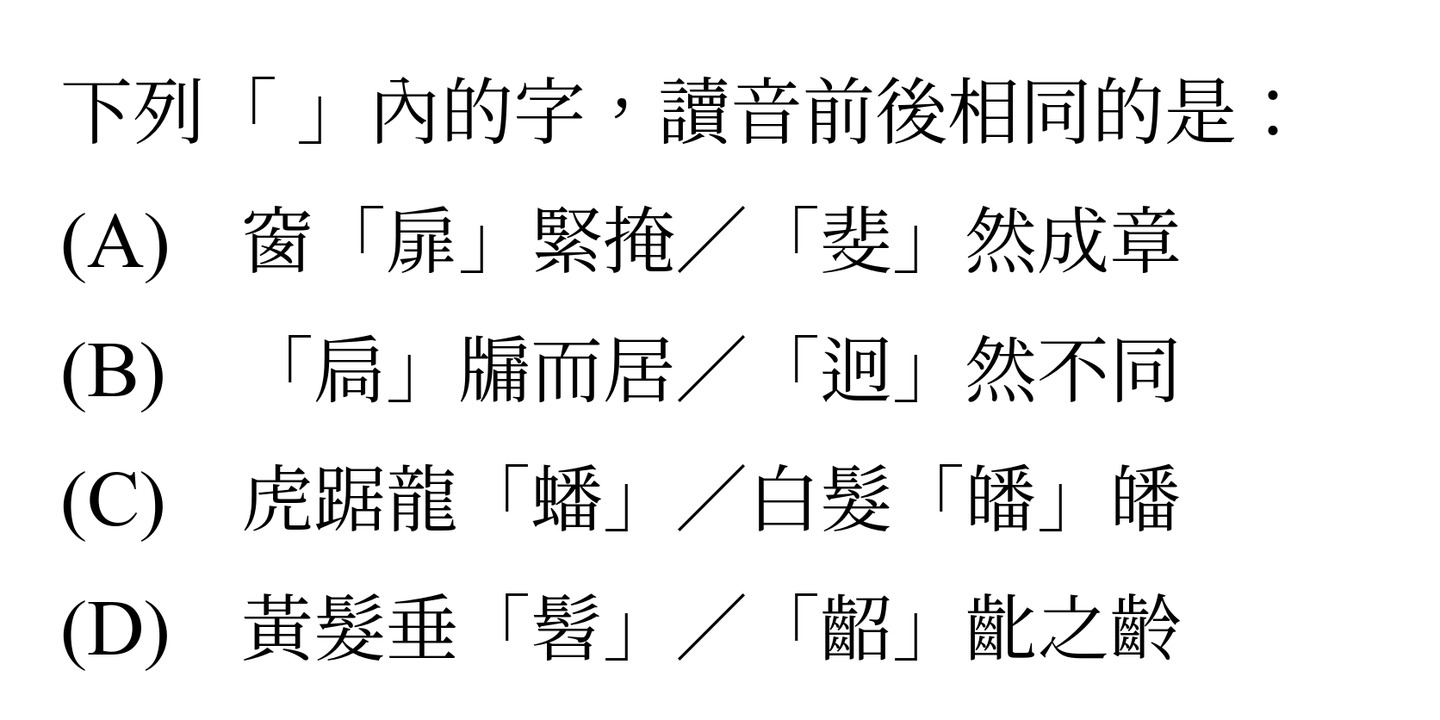 下列「 」內的字，讀音前後相同的是：
(A) 窗「扉」緊掩／「斐」然成章
(B) 「扃」牖而居／「迥」然不同
(C) 虎踞龍「蟠」／白髮「皤」皤
(D) 黃髮垂「髫」／「齠」齔之齡